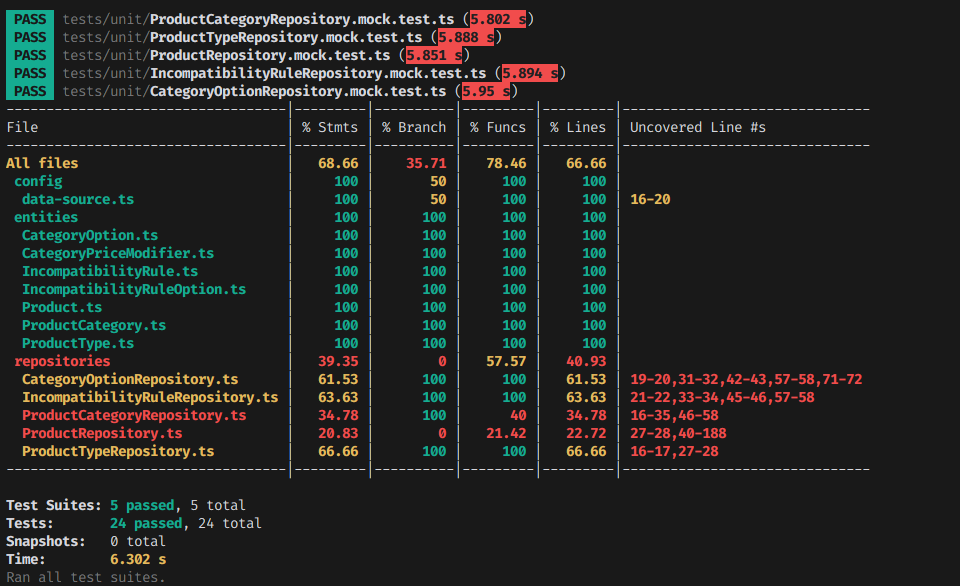 PASS tests/unit/ProductCategoryRepository.mock.test.ts (5.802 s)
PASS tests/unit/ProductTypeRepository.mock.test.ts (5.888 s)
PASS tests/unit/ProductRepository.mock.test.ts (5.851 s)
PASS tests/unit/IncompatibilityRuleRepository.mock.test.ts (5.894 s)
PASS tests/unit/CategoryOptionRepository.mock.test.ts (5.95 s)
-----------------------------------|---------|----------|---------|---------|-------------------------------
File | % Stmts | % Branch | % Funcs | % Lines | Uncovered Line #s
-----------------------------------|---------|----------|---------|---------|-------------------------------
All files | 68.66 | 35.71 | 78.46 | 66.66 |
config | 100 | 50 | 100 | 100 |
data-source.ts | 100 | 50 | 100 | 100 | 16-20
entities | 100 | 100 | 100 | 100 |
CategoryOption.ts | 100 | 100 | 100 | 100 |
CategoryPriceModifier.ts | 100 | 100 | 100 | 100 |
IncompatibilityRule.ts | 100 | 100 | 100 | 100 |
IncompatibilityRuleOption.ts | 100 | 100 | 100 | 100 |
Product.ts | 100 | 100 | 100 | 100 |
ProductCategory.ts | 100 | 100 | 100 | 100 |
ProductType.ts | 100 | 100 | 100 | 100 |
repositories | 39.35 | 0 | 57.57 | 40.93 |
CategoryOptionRepository.ts | 61.53 | 100 | 100 | 61.53 | 19-20,31-32,42-43,57-58,71-72
IncompatibilityRuleRepository.ts | 63.63 | 100 | 100 | 63.63 | 21-22,33-34,45-46,57-58
ProductCategoryRepository.ts | 34.78 | 100 | 40 | 34.78 | 16-35,46-58
ProductRepository.ts | 20.83 | 0 | 21.42 | 22.72 | 27-28,40-188
ProductTypeRepository.ts | 66.66 | 100 | 100 | 66.66 | 16-17,27-28
-----------------------------------|---------|----------|---------|---------|-------------------------------
Test Suites: 5 passed, 5 total
Tests: 24 passed, 24 total
Snapshots: 0 total
Time: 6.302 s
Ran all test suites.